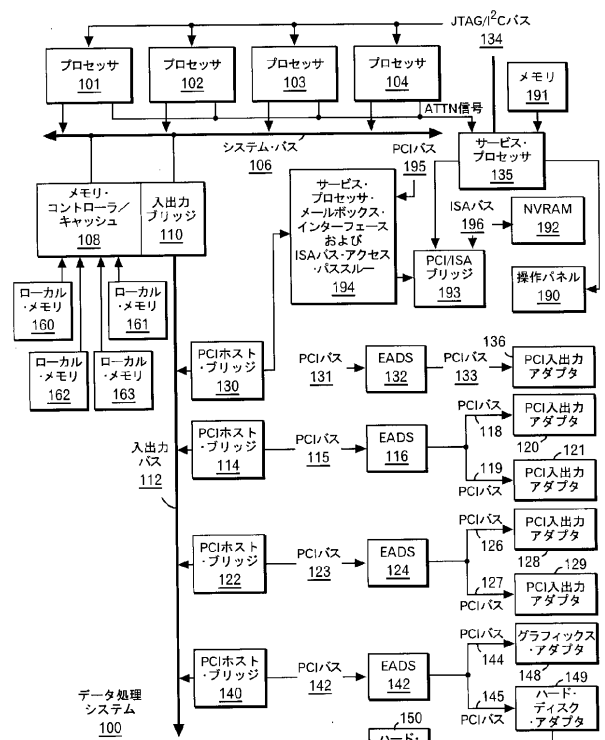 JTAG/I²Cバス
134
プロセッサ
101
プロセッサ
102
プロセッサ
103
プロセッサ
104
メモリ
191
ATTN信号
システム・バス
106
PCIバス
195
サービス・
プロセッサ
135
メモリ・
コントローラ/
キャッシュ
108
入出力
ブリッジ
110
サービス・
プロセッサ・
メールボックス・
インターフェース
および
ISAバス・アクセス
・パススルー
194
ISAバス
196
NVRAM
192
PCI/ISA
ブリッジ
193
操作パネル
190
ローカル
・メモリ
160
ローカル
・メモリ
161
ローカル
・メモリ
162
ローカル
・メモリ
163
PCIホスト
・ブリッジ
130
PCIバス
131
EADS
132
PCIバス
133
136
PCI入出力
アダプタ
入出力
バス
112
PCIホスト
・ブリッジ
114
PCIバス
115
EADS
116
PCIバス
118
PCI入出力
アダプタ
120
119
PCIバス
121
PCI入出力
アダプタ
PCIホスト
・ブリッジ
122
PCIバス
123
EADS
124
PCIバス
126
PCI入出力
アダプタ
128
127
PCIバス
129
PCI入出力
アダプタ
PCIホスト
・ブリッジ
140
PCIバス
142
EADS
142
PCIバス
144
グラフィックス
・アダプタ
148
145
PCIバス
149
ハード・
ディスク
・アダプタ
データ処理
システム
100
150
ハード・